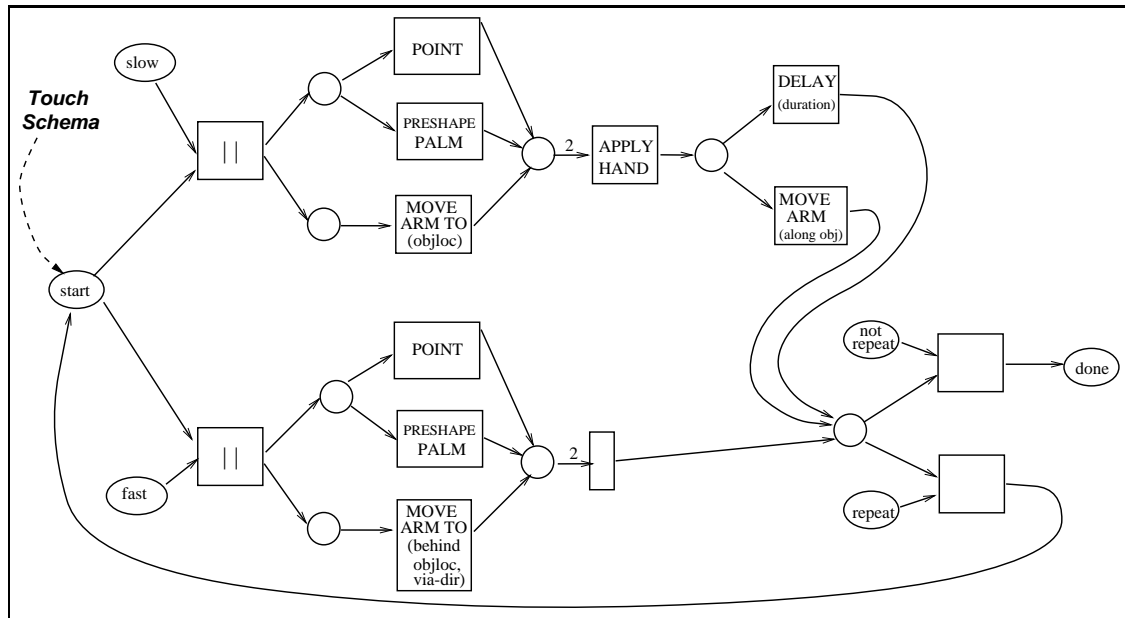 slow
Touch
Schema
| |
POINT
PRESHAPE
PALM
MOVE
ARM TO
(objloc)
2
APPLY
HAND
DELAY
(duration)
MOVE
ARM
(along obj)
start
fast
| |
POINT
PRESHAPE
PALM
MOVE
ARM TO
(behind
objloc,
via-dir)
2
not
repeat
done
repeat